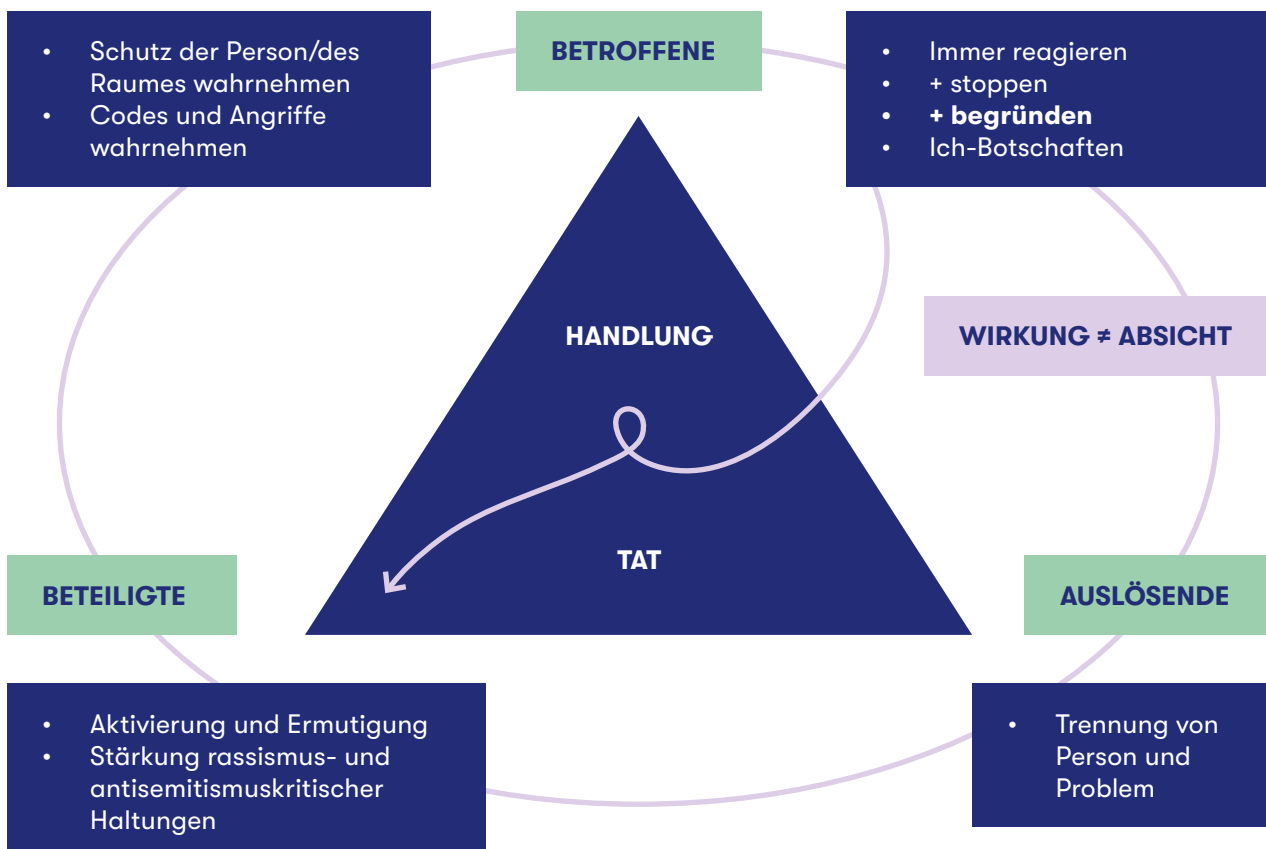 • Schutz der Person/des
Raumes wahrnehmen
• Codes und Angriffe
wahrnehmen
BETROFFENE
• Immer reagieren
• + stoppen
• + begründen
• Ich-Botschaften
HANDLUNG
WIRKUNG ≠ ABSICHT
TAT
BETEILIGTE
AUSLÖSENDE
• Aktivierung und Ermutigung
• Stärkung rassismus- und
antisemitismuskritischer
Haltungen
• Trennung von
Person und
Problem